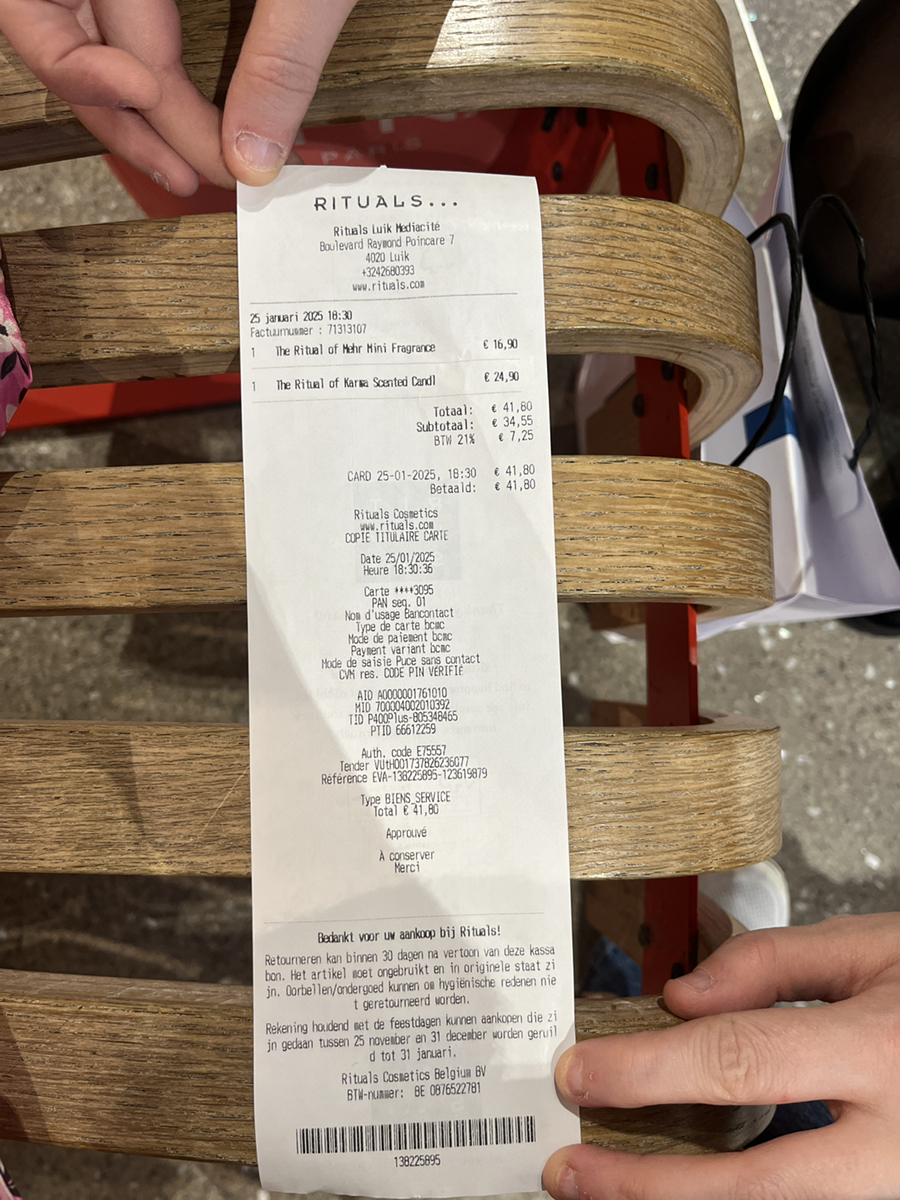 PARIS
RITUALS...
Rituals Luik Mediacité
Boulevard Raymond Poincare 7
4020 Luik
+3242680393
www.rituals.com
25 januari 2025 18:30
Factuurnummer : 71313107
1 The Ritual of Mehr Mini Fragrance € 16,90
1 The Ritual of Karma Scented Candl € 24,90
Totaal: € 41,80
Subtotaal: € 34,55
BTW 21% € 7,25
CARD 25-01-2025, 18:30 € 41,80
Betaald: € 41,80
Rituals Cosmetics
www.rituals.com
COPIE TITULAIRE CARTE
Date 25/01/2025
Heure 18:30:36
Carte ****3095
PAN seq. 01
Nom d'usage Bancontact
Type de carte bcmc
Mode de paiement bcmc
Payment variant bcmc
Mode de saisie Puce sans contact
CVM res. CODE PIN VÉRIFIÉ
AID A0000001761010
MID 700004002010392
TID P400Plus-805348465
PTID 66612259
Auth. code E75557
Tender VUtH001737826236077
Référence EVA-138225895-123619879
Type BIENS_SERVICE
Total € 41,80
Approuvé
À conserver
Merci
Bedankt voor uw aankoop bij Rituals!
Retourneren kan binnen 30 dagen na vertoon van deze kassa
bon. Het artikel moet ongebruikt en in originele staat zi
jn. Oorbellen/ondergoed kunnen om hygiënische redenen nie
t geretourneerd worden.
Rekening houdend met de feestdagen kunnen aankopen die zi
jn gedaan tussen 25 november en 31 december worden geruil
d tot 31 januari.
Rituals Cosmetics Belgium BV
BTW-nummer: BE 0876522781
138225895